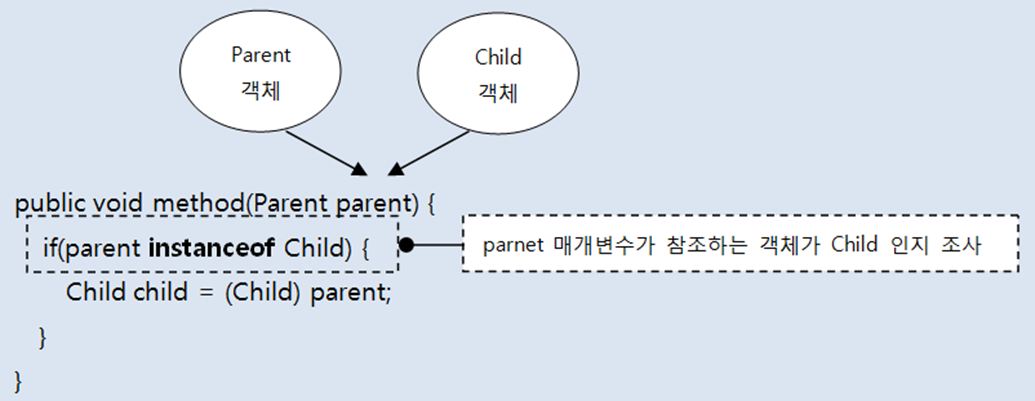 Parent
객체
Child
객체
public void method(Parent parent) {
if(parent instanceof Child) {
parnet 매개변수가 참조하는 객체가 Child 인지 조사
Child child = (Child) parent;
}
}